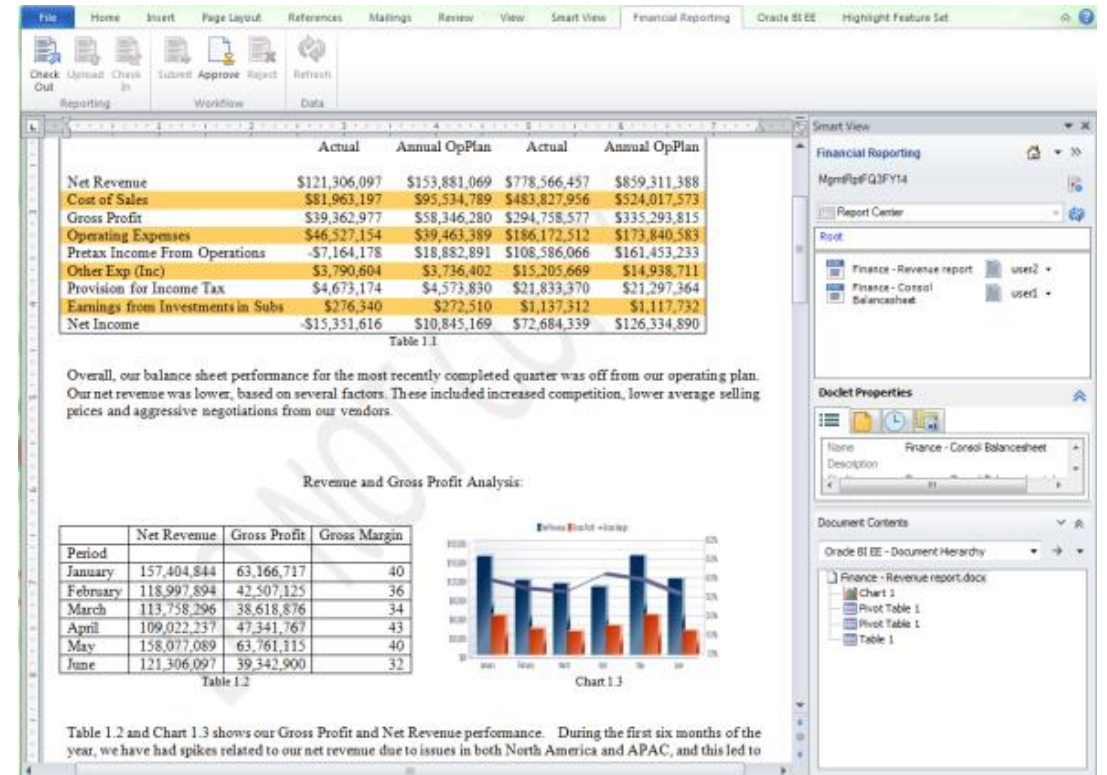 File Home Insert Page Layout References Mailings Review View Smart View Financial Reporting Oracle BI EE Highlight Feature Set
Check Out Upload Check In Submit Approve Reject Refresh
Reporting Workflow Data
Actual Annual OpPlan Actual Annual OpPlan
Net Revenue $121,306,097 $153,881,069 $778,566,457 $859,311,388
Cost of Sales $81,963,197 $95,534,789 $483,827,956 $524,017,573
Gross Profit $39,362,977 $58,346,280 $294,758,577 $335,293,815
Operating Expenses $46,527,154 $39,463,389 $186,172,512 $173,840,583
Pretax Income From Operations -$7,164,178 $18,882,891 $108,586,066 $161,453,233
Other Exp (Inc) $3,790,604 $3,736,402 $15,205,669 $14,938,711
Provision for Income Tax $4,673,174 $4,573,830 $21,833,370 $21,297,364
Earnings from Investments in Subs $276,340 $272,510 $1,137,312 $1,117,732
Net Income -$15,351,616 $10,845,169 $72,684,339 $126,334,890
Table 1.1
Overall, our balance sheet performance for the most recently completed quarter was off from our operating plan.
Our net revenue was lower, based on several factors. These included increased competition, lower average selling
prices and aggressive negotiations from our vendors.
Revenue and Gross Profit Analysis:
Net Revenue Gross Profit Gross Margin
Period
January 157,404,844 63,166,717 40
February 118,997,894 42,507,125 36
March 113,758,296 38,618,876 34
April 109,022,237 47,341,767 43
May 158,077,089 63,761,115 40
June 121,306,097 39,342,900 32
Table 1.2
Chart 1.3
Table 1.2 and Chart 1.3 shows our Gross Profit and Net Revenue performance. During the first six months of the
year, we have had spikes related to our net revenue due to issues in both North America and APAC, and this led to
Smart View
Financial Reporting
MgmtRptFQ3FY14
Report Center
Root
Finance - Revenue report user2
Finance - Consol Balancesheet user1
Doclet Properties
Name Finance - Consol Balancesheet
Description
Document Contents
Oracle BI EE - Document Hierarchy
Finance - Revenue report.docx
Chart 1
Pivot Table 1
Pivot Table 1
Table 1